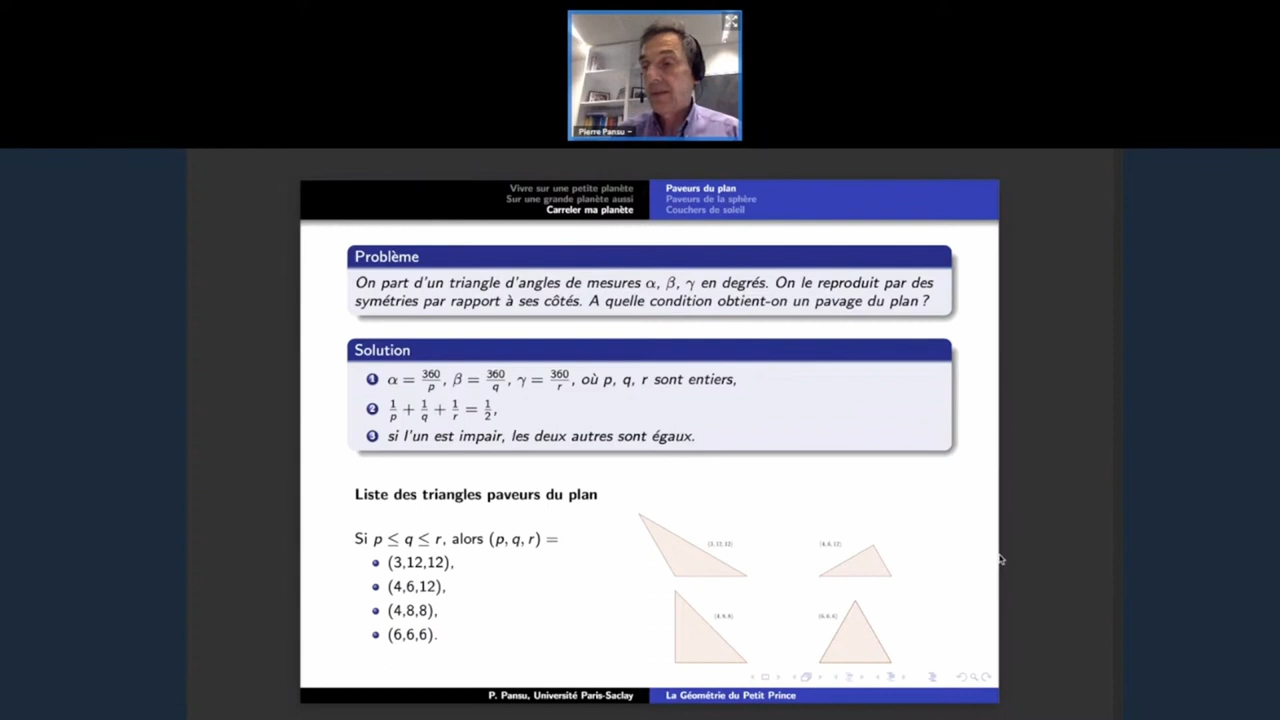 Pierre Pansu
Vivre sur une petite planète
Sur une grande planète aussi
Carreler ma planète
Paveurs du plan
Paveurs de la sphère
Couchers de soleil
Problème
On part d'un triangle d'angles de mesures α, β, γ en degrés. On le reproduit par des
symétries par rapport à ses côtés. A quelle condition obtient-on un pavage du plan ?
Solution
1 α = 360/p, β = 360/q, γ = 360/r, où p, q, r sont entiers,
2 1/p + 1/q + 1/r = 1/2,
3 si l'un est impair, les deux autres sont égaux.
Liste des triangles paveurs du plan
Si p ≤ q ≤ r, alors (p, q, r) =
(3,12,12),
(4,6,12),
(4,8,8),
(6,6,6).
(3,12,12)
(4,6,12)
(4,8,8)
(6,6,6)
P. Pansu, Université Paris-Saclay
La Géométrie du Petit Prince